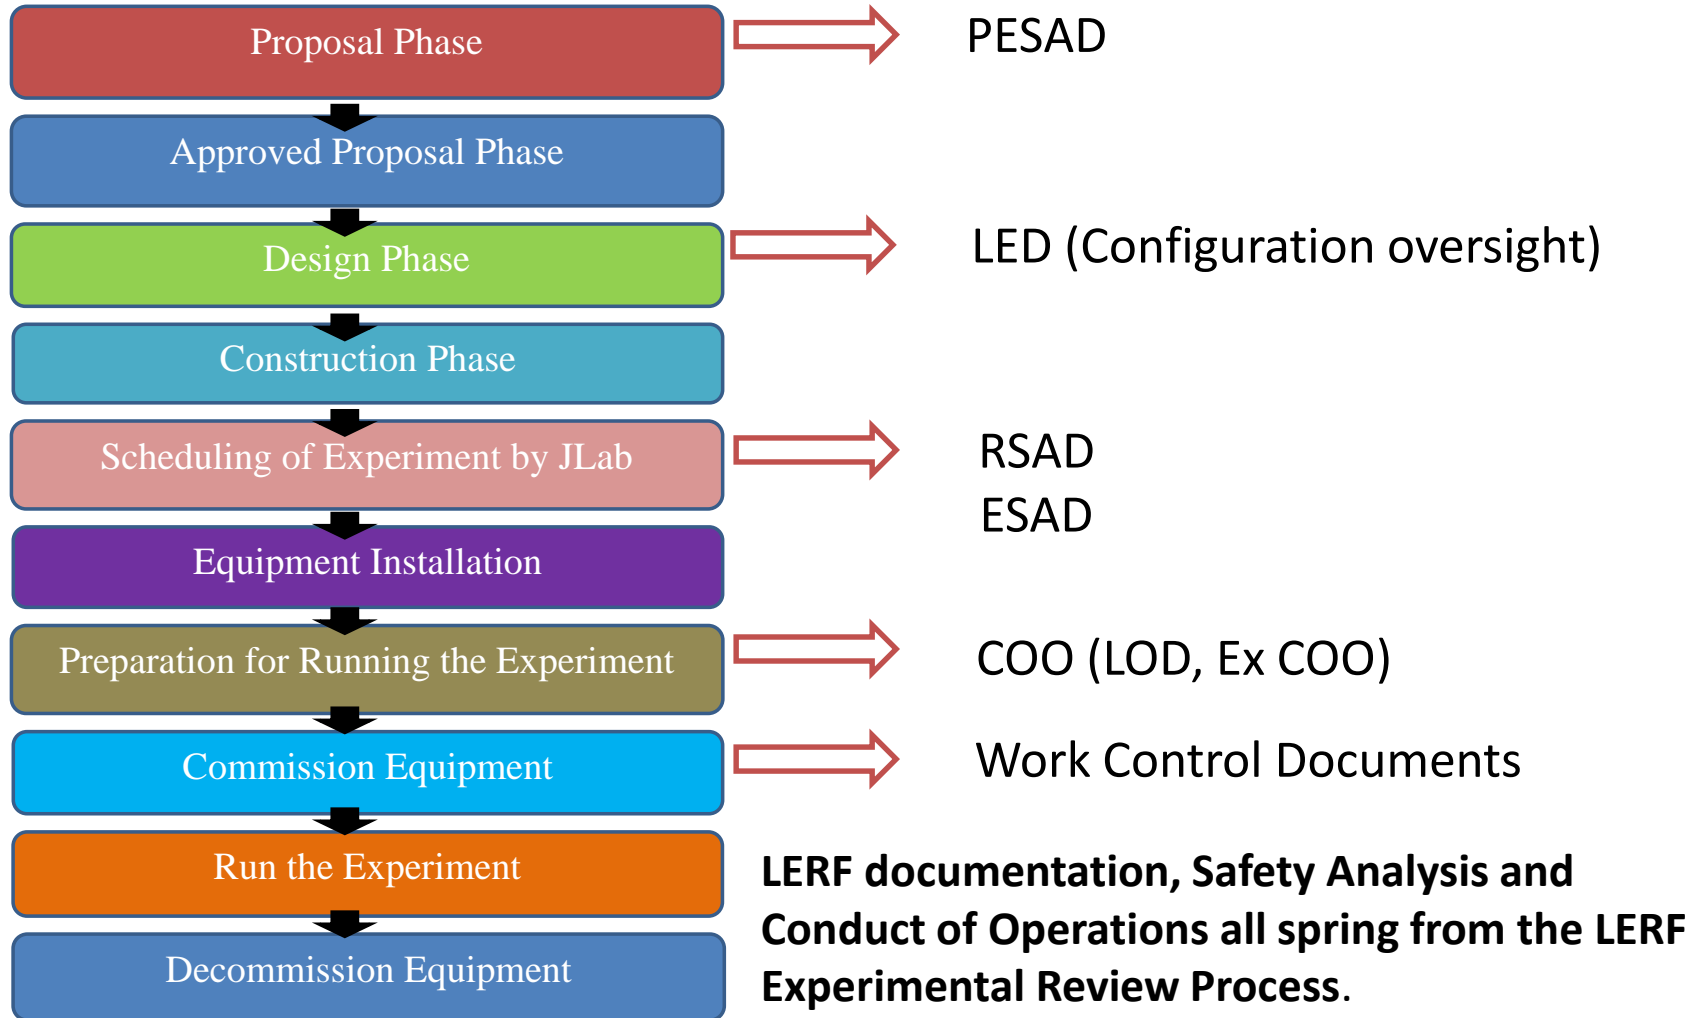 Proposal Phase
PESAD
Approved Proposal Phase
Design Phase
LED (Configuration oversight)
Construction Phase
Scheduling of Experiment by JLab
RSAD
ESAD
Equipment Installation
Preparation for Running the Experiment
COO (LOD, Ex COO)
Commission Equipment
Work Control Documents
Run the Experiment
Decommission Equipment
LERF documentation, Safety Analysis and
Conduct of Operations all spring from the LERF
Experimental Review Process.